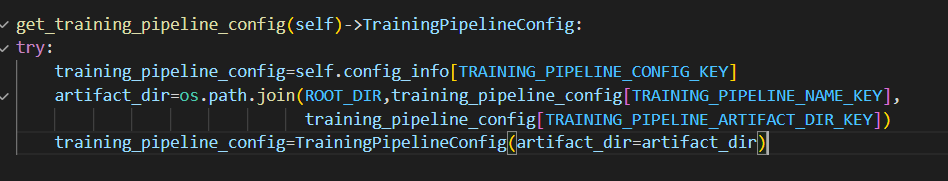 get_training_pipeline_config(self)->TrainingPipelineConfig:
try:
    training_pipeline_config=self.config_info[TRAINING_PIPELINE_CONFIG_KEY]
    artifact_dir=os.path.join(ROOT_DIR,training_pipeline_config[TRAINING_PIPELINE_NAME_KEY],
                              training_pipeline_config[TRAINING_PIPELINE_ARTIFACT_DIR_KEY])
    training_pipeline_config=TrainingPipelineConfig(artifact_dir=artifact_dir)